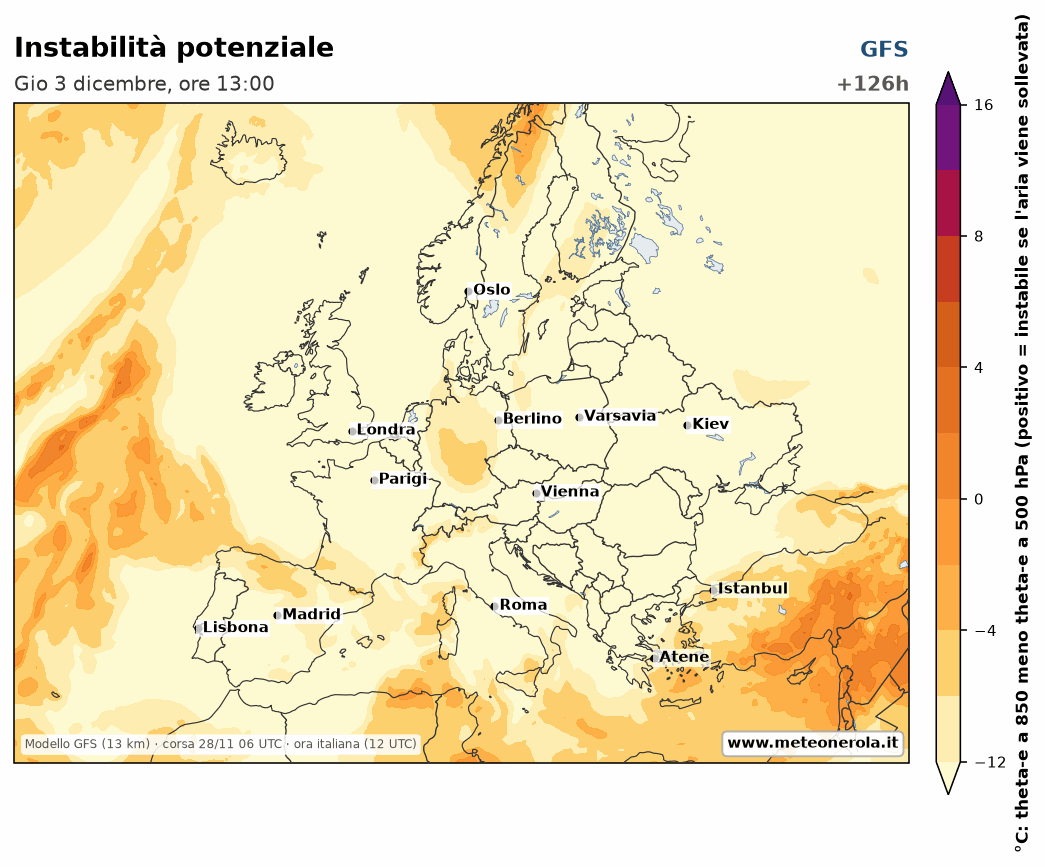 Instabilità potenziale
GFS
Gio 3 dicembre, ore 13:00
+126h
Oslo
Berlino
Varsavia
Kiev
Londra
Parigi
Vienna
Istanbul
Roma
Madrid
Lisbona
Atene
Modello GFS (13 km) · corsa 28/11 06 UTC · ora italiana (12 UTC)
www.meteonerola.it
16
8
4
0
−4
−12
°C: theta-e a 850 meno theta-e a 500 hPa (positivo = instabile se l'aria viene sollevata)